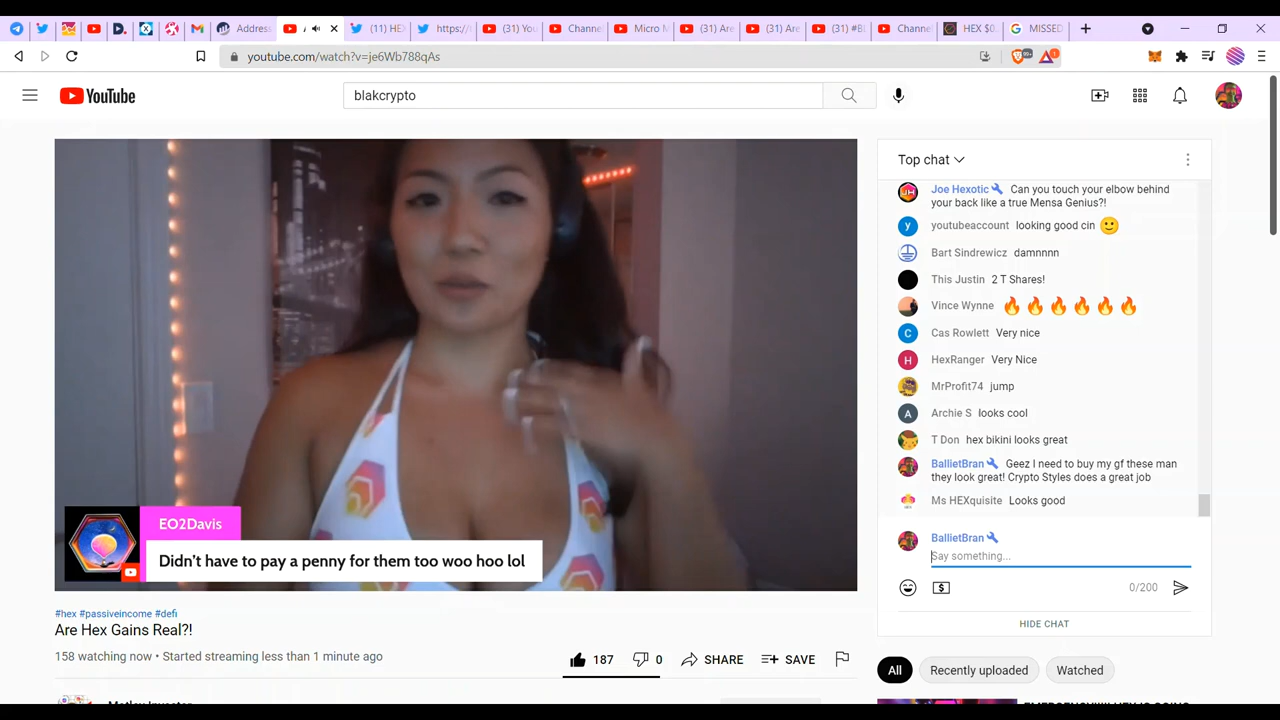 Address
(11) HEX
https://
(31) You
Channe
Micro M
(31) Are
(31) Are
(31) #BI
Channe
HEX $0.
MISSED
youtube.com/watch?v=je6Wb788qAs
99+
1
YouTube
blakcrypto
Top chat
Joe Hexotic Can you touch your elbow behind
your back like a true Mensa Genius?!
youtubeaccount looking good cin
Bart Sindrewicz damnnnn
This Justin 2 T Shares!
Vince Wynne
Cas Rowlett Very nice
HexRanger Very Nice
MrProfit74 jump
Archie S looks cool
T Don hex bikini looks great
BallietBran Geez I need to buy my gf these man
they look great! Crypto Styles does a great job
Ms HEXquisite Looks good
BallietBran
Say something...
0/200
HIDE CHAT
EO2Davis
Didn't have to pay a penny for them too woo hoo lol
#hex #passiveincome #defi
Are Hex Gains Real?!
158 watching now • Started streaming less than 1 minute ago
187
0
SHARE
SAVE
All
Recently uploaded
Watched